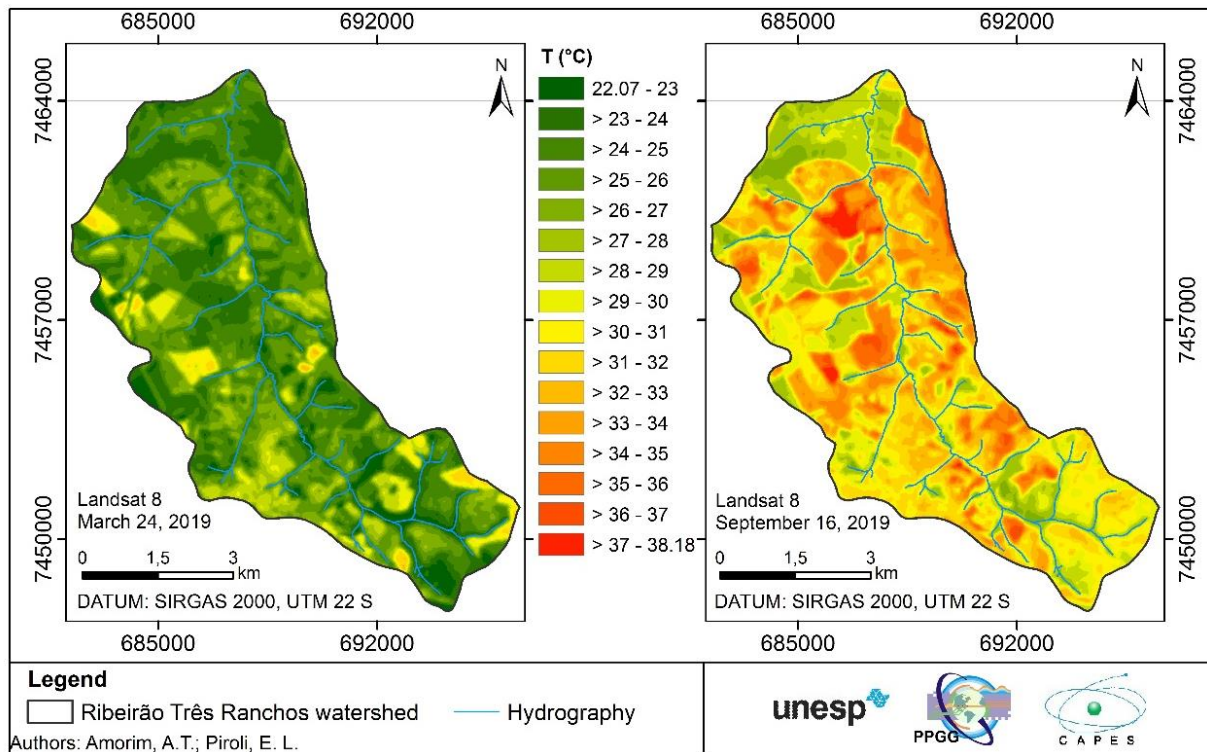 685000
692000
685000
692000
7464000
7457000
7450000
N
Landsat 8
March 24, 2019
0
1,5
3
km
DATUM: SIRGAS 2000, UTM 22 S
T (°C)
22.07 - 23
> 23 - 24
> 24 - 25
> 25 - 26
> 26 - 27
> 27 - 28
> 28 - 29
> 29 - 30
> 30 - 31
> 31 - 32
> 32 - 33
> 33 - 34
> 34 - 35
> 35 - 36
> 36 - 37
> 37 - 38.18
N
Landsat 8
September 16, 2019
0
1,5
3
km
DATUM: SIRGAS 2000, UTM 22 S
7464000
7457000
7450000
685000
692000
685000
692000
Legend
Ribeirão Três Ranchos watershed
Hydrography
Authors: Amorim, A.T.; Piroli, E. L.
unesp
PPGG
CAPES